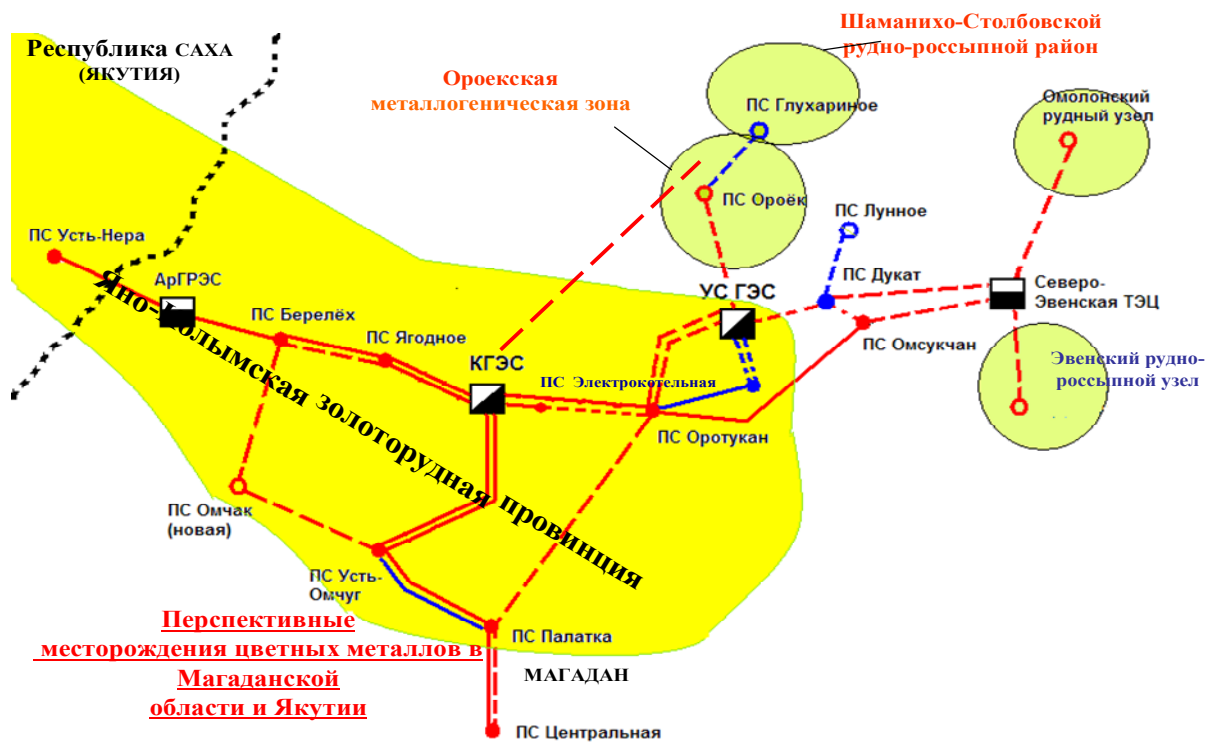 Шаманихо-Столбовской
рудно-россыпной район
Республика САХА
(ЯКУТИЯ)
Ороекская
металлогеническая зона
ПС Глухариное
Омолонский
рудный узел
ПС Ороёк
ПС Лунное
ПС Усть-Нера
АрГРЭС
ПС Дукат
УС ГЭС
Северо-
Эвенская ТЭЦ
ПС Берелёх
ПС Ягодное
КГЭС
ПС Омсукчан
Эвенский рудно-
россыпной узел
ПС Электрокотельная
ПС Оротукан
Яно-Колымская золоторудная провинция
ПС Омчак
(новая)
ПС Усть-
Омчуг
ПС Палатка
Перспективные
месторождения цветных металлов в
Магаданской
области и Якутии
МАГАДАН
ПС Центральная